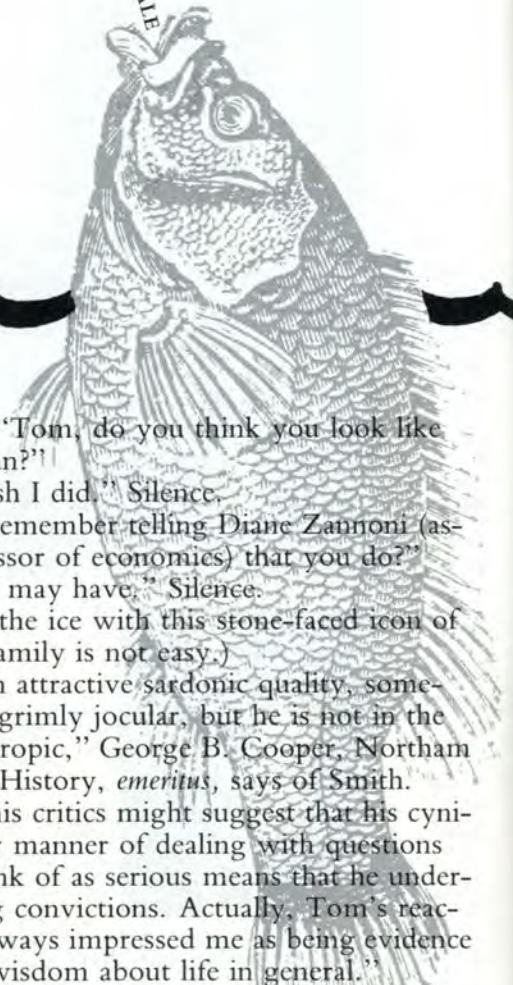 ALE
"Tom, do you think you look like
an?"
sh I did." Silence.
emember telling Diane Zannoni (as-
ssor of economics) that you do?"
may have." Silence.
the ice with this stone-faced icon of
amily is not easy.)
n attractive sardonic quality, some-
grimly jocular, but he is not in the
ropic," George B. Cooper, Northam
History, emeritus, says of Smith.
his critics might suggest that his cyni-
manner of dealing with questions
nk of as serious means that he under-
g convictions. Actually, Tom's reac-
ways impressed me as being evidence
wisdom about life in general."